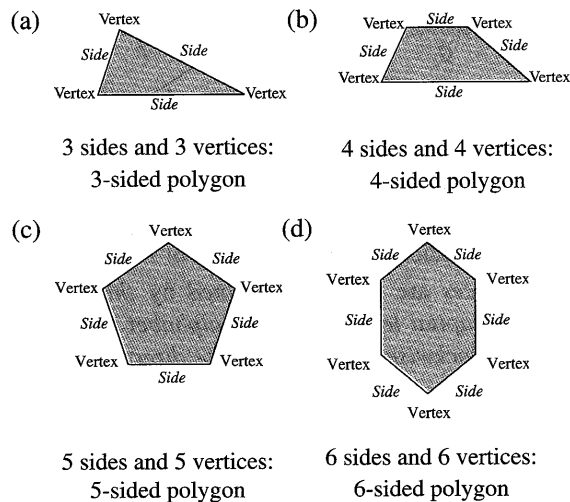 (a)
Vertex
Side
Side
Vertex
Side
Vertex
3 sides and 3 vertices:
3-sided polygon
(b)
Vertex
Side
Vertex
Side
Side
Vertex
Side
Vertex
4 sides and 4 vertices:
4-sided polygon
(c)
Vertex
Side
Side
Vertex
Vertex
Side
Side
Vertex
Side
Vertex
5 sides and 5 vertices:
5-sided polygon
(d)
Vertex
Side
Side
Vertex
Vertex
Side
Side
Vertex
Vertex
Side
Side
Vertex
6 sides and 6 vertices:
6-sided polygon